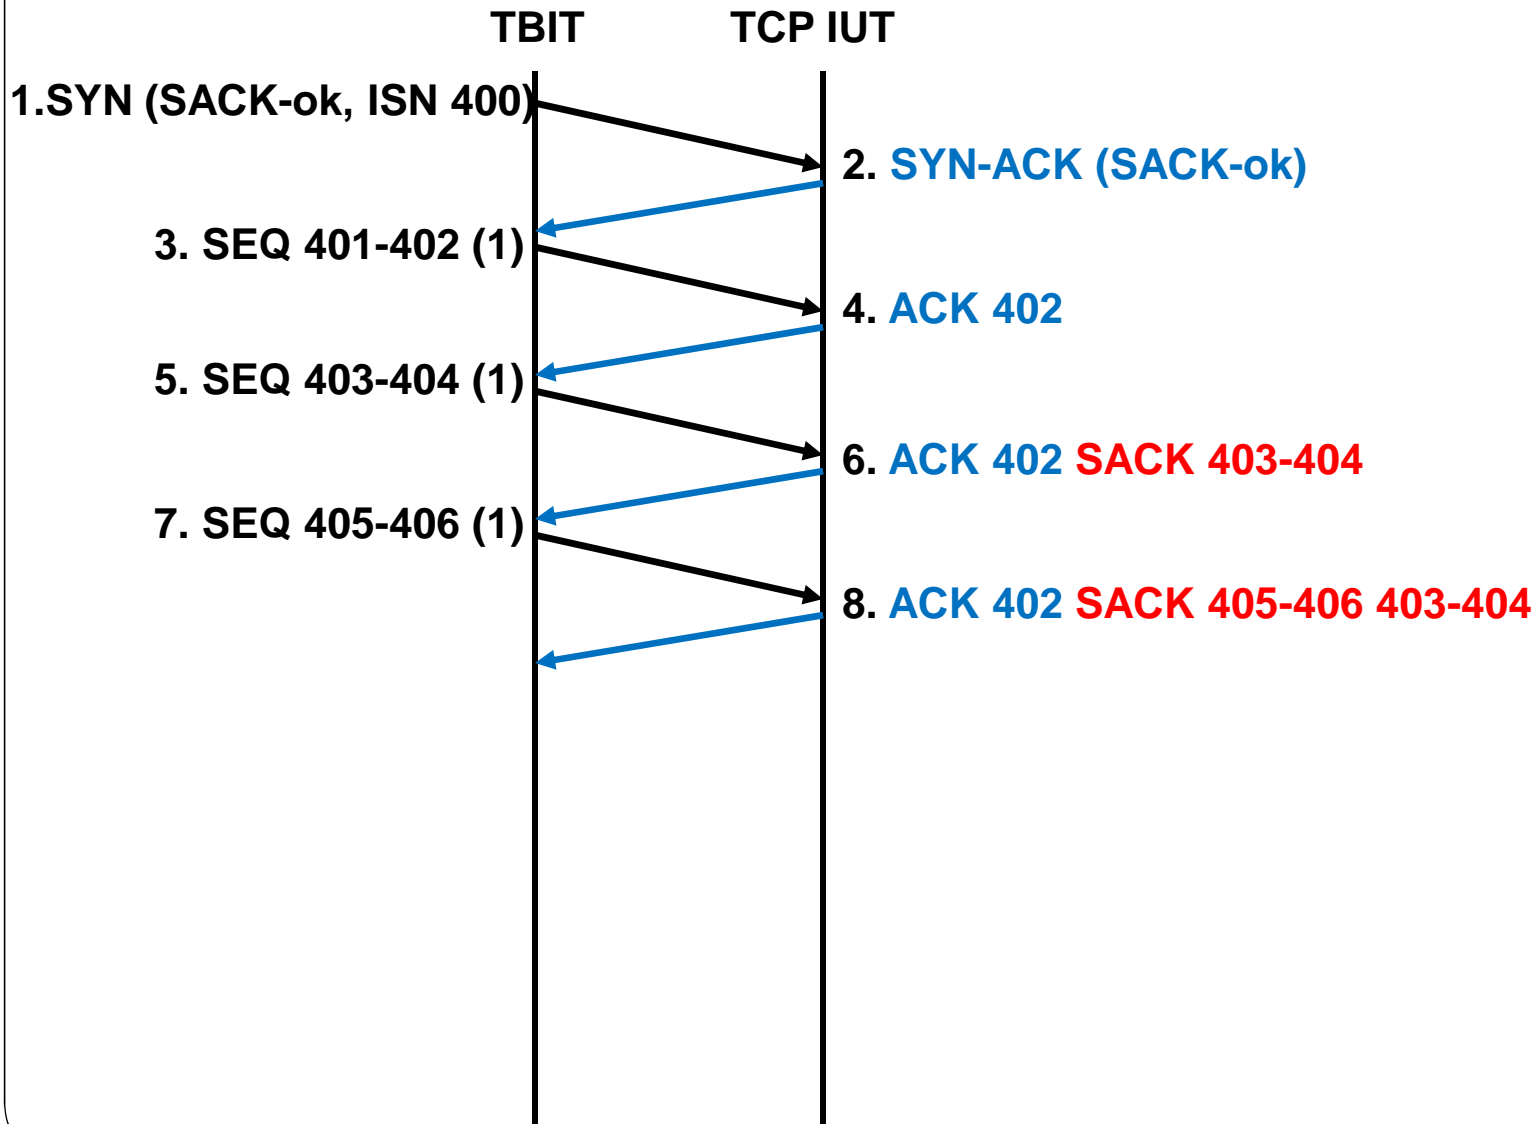 TBIT TCP IUT
1.SYN (SACK-ok, ISN 400)
2. SYN-ACK (SACK-ok)
3. SEQ 401-402 (1)
4. ACK 402
5. SEQ 403-404 (1)
6. ACK 402 SACK 403-404
7. SEQ 405-406 (1)
8. ACK 402 SACK 405-406 403-404